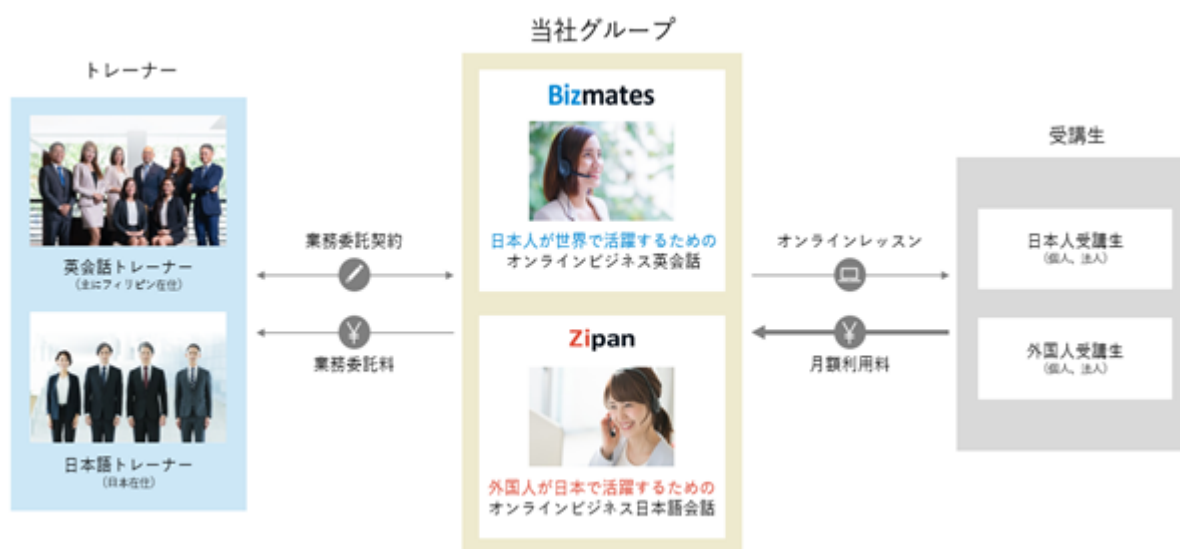 当社グループ
トレーナー
英会話トレーナー
(主にフィリピン在住)
日本語トレーナー
(日本在住)
業務委託契約
業務委託料
Bizmates
日本人が世界で活躍するための
オンラインビジネス英会話
Zipan
外国人が日本で活躍するための
オンラインビジネス日本語会話
オンラインレッスン
¥
¥
月額利用料
受講生
日本人受講生
(個人、法人)
外国人受講生
(個人、法人)